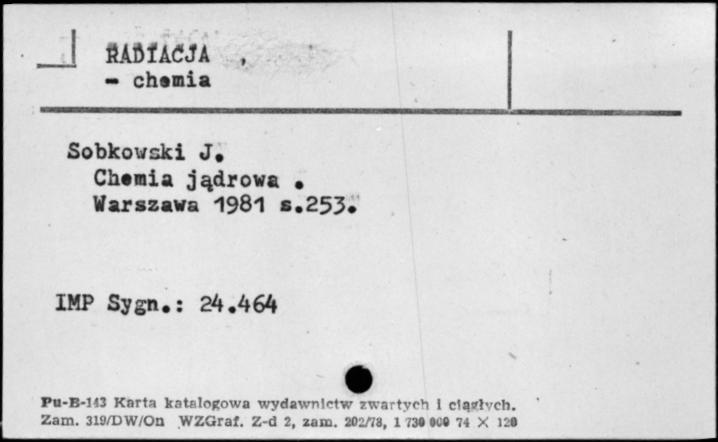 RADIACJA
- chemia
Sobkowski J.
Chemia jądrowa .
Warszawa 1981 s.253.
IMP Sygn.: 24.464
Pu-B-143 Karta katalogowa wydawnictw zwartych i ciągłych.
Zam. 319/DW/On WZGraf. Z-d 2, zam. 202/78, 1 730 000 74 X 120